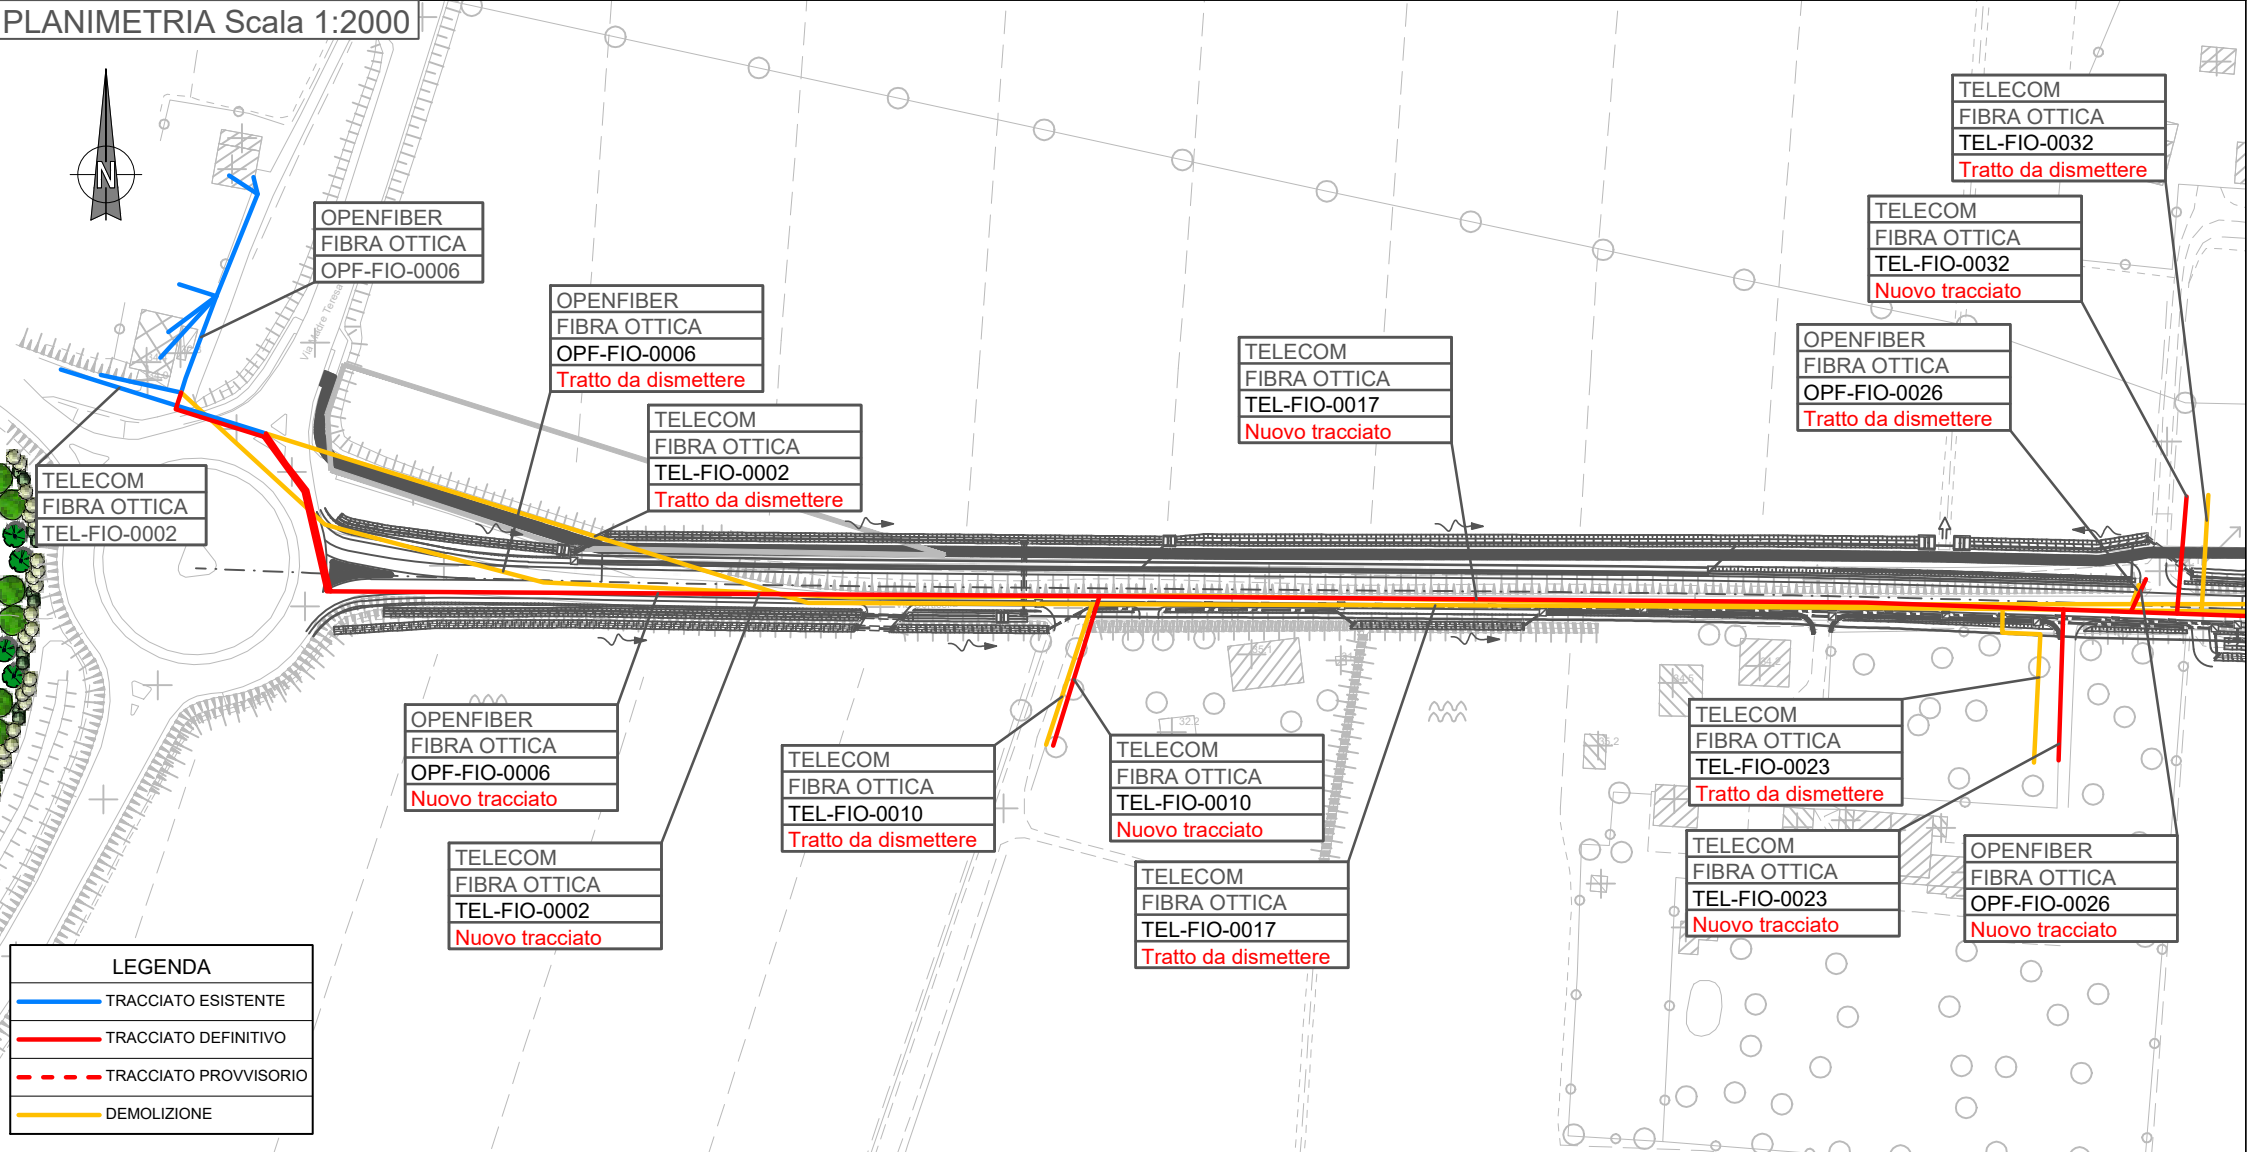 PLANIMETRIA Scala 1:2000
N
OPENFIBER
FIBRA OTTICA
OPF-FIO-0006
Via Madre Teresa
TELECOM
FIBRA OTTICA
TEL-FIO-0002
OPENFIBER
FIBRA OTTICA
OPF-FIO-0006
Tratto da dismettere
TELECOM
FIBRA OTTICA
TEL-FIO-0002
Tratto da dismettere
TELECOM
FIBRA OTTICA
TEL-FIO-0017
Nuovo tracciato
TELECOM
FIBRA OTTICA
TEL-FIO-0032
Tratto da dismettere
TELECOM
FIBRA OTTICA
TEL-FIO-0032
Nuovo tracciato
OPENFIBER
FIBRA OTTICA
OPF-FIO-0026
Tratto da dismettere
OPENFIBER
FIBRA OTTICA
OPF-FIO-0006
Nuovo tracciato
TELECOM
FIBRA OTTICA
TEL-FIO-0002
Nuovo tracciato
TELECOM
FIBRA OTTICA
TEL-FIO-0010
Tratto da dismettere
TELECOM
FIBRA OTTICA
TEL-FIO-0010
Nuovo tracciato
32.2
TELECOM
FIBRA OTTICA
TEL-FIO-0017
Tratto da dismettere
TELECOM
FIBRA OTTICA
TEL-FIO-0023
Tratto da dismettere
TELECOM
FIBRA OTTICA
TEL-FIO-0023
Nuovo tracciato
OPENFIBER
FIBRA OTTICA
OPF-FIO-0026
Nuovo tracciato
LEGENDA
TRACCIATO ESISTENTE
TRACCIATO DEFINITIVO
TRACCIATO PROVVISORIO
DEMOLIZIONE